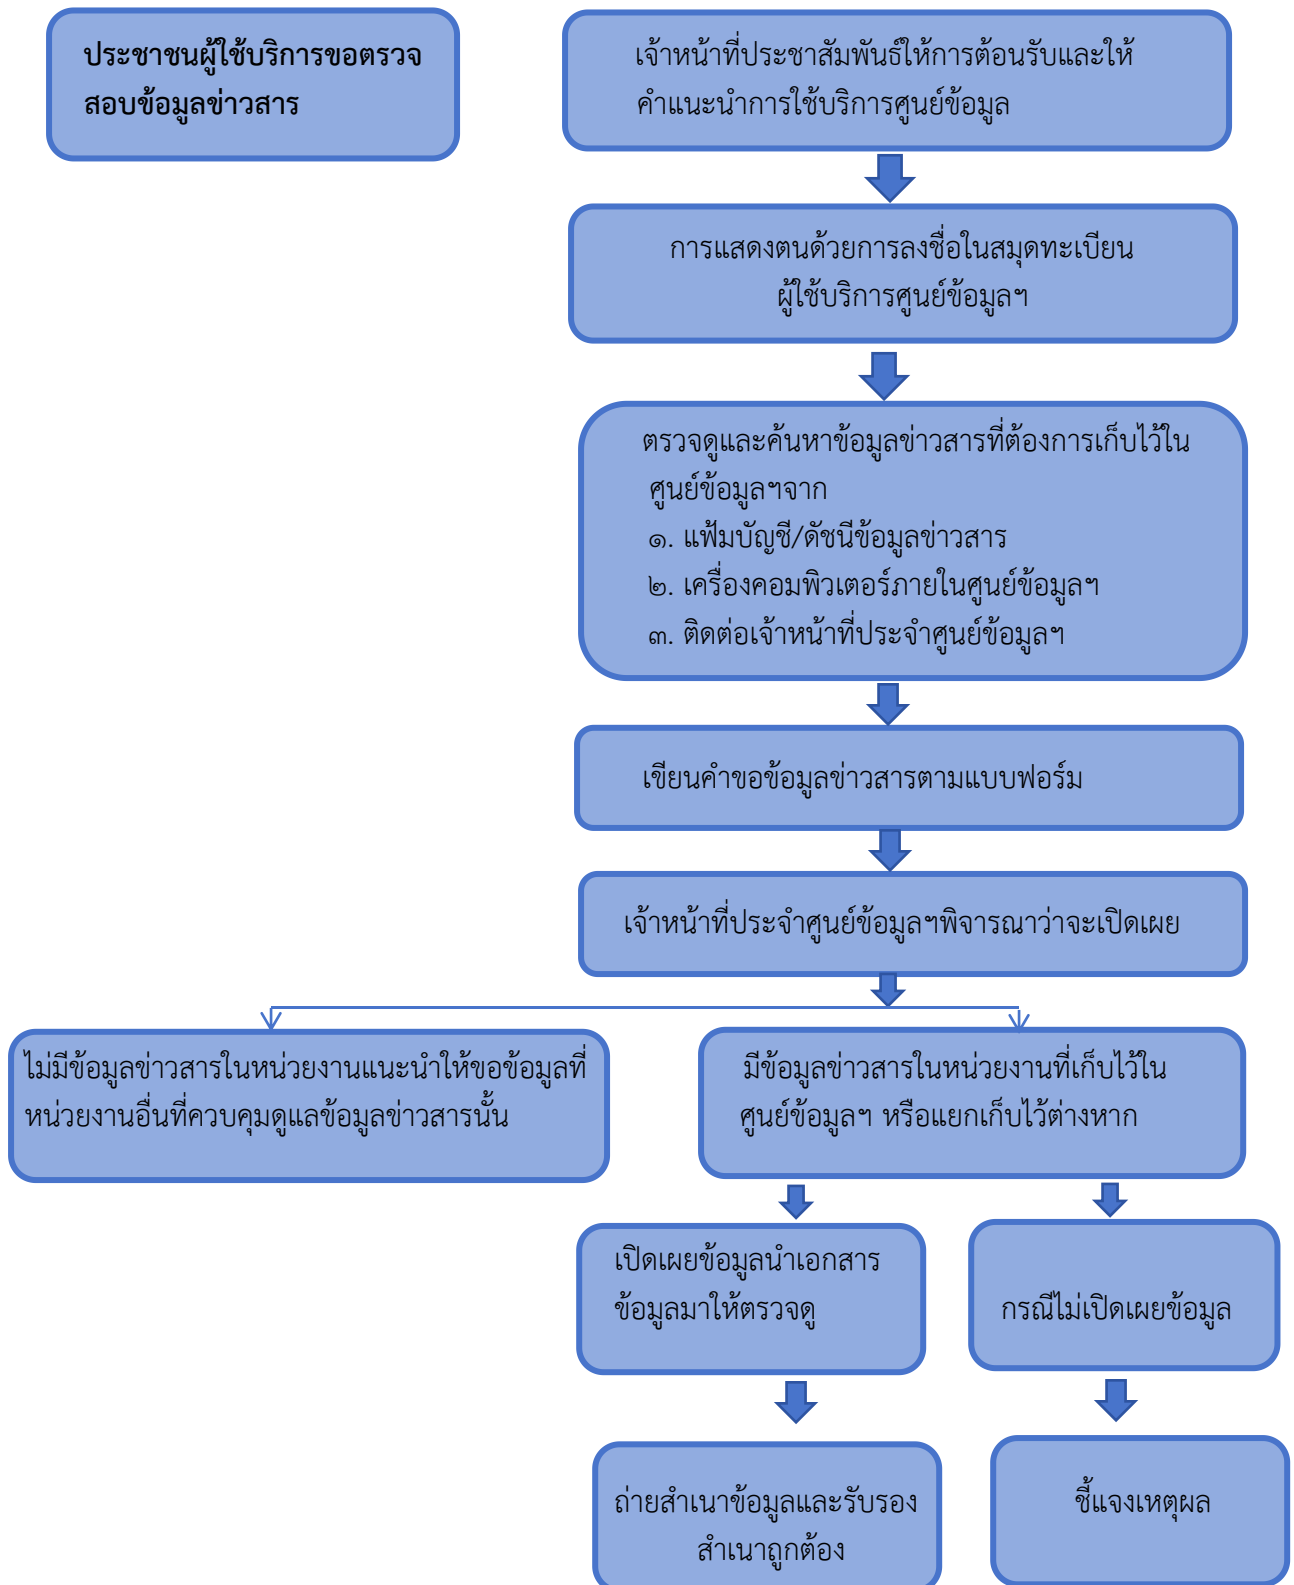 ประชาชนผู้ใช้บริการขอตรวจ
สอบข้อมูลข่าวสาร
เจ้าหน้าที่ประชาสัมพันธ์ให้การต้อนรับและให้
คำแนะนำการใช้บริการศูนย์ข้อมูล
การแสดงตนด้วยการลงชื่อในสมุดทะเบียน
ผู้ใช้บริการศูนย์ข้อมูลฯ
ตรวจดูและค้นหาข้อมูลข่าวสารที่ต้องการเก็บไว้ใน
ศูนย์ข้อมูลฯจาก
๑. แฟ้มบัญชี/ดัชนีข้อมูลข่าวสาร
๒. เครื่องคอมพิวเตอร์ภายในศูนย์ข้อมูลฯ
๓. ติดต่อเจ้าหน้าที่ประจำศูนย์ข้อมูลฯ
เขียนคำขอข้อมูลข่าวสารตามแบบฟอร์ม
เจ้าหน้าที่ประจำศูนย์ข้อมูลฯพิจารณาว่าจะเปิดเผย
ไม่มีข้อมูลข่าวสารในหน่วยงานแนะนำให้ขอข้อมูลที่
หน่วยงานอื่นที่ควบคุมดูแลข้อมูลข่าวสารนั้น
มีข้อมูลข่าวสารในหน่วยงานที่เก็บไว้ใน
ศูนย์ข้อมูลฯ หรือแยกเก็บไว้ต่างหาก
เปิดเผยข้อมูลนำเอกสาร
ข้อมูลมาให้ตรวจดู
กรณีไม่เปิดเผยข้อมูล
ถ่ายสำเนาข้อมูลและรับรอง
สำเนาถูกต้อง
ชี้แจงเหตุผล